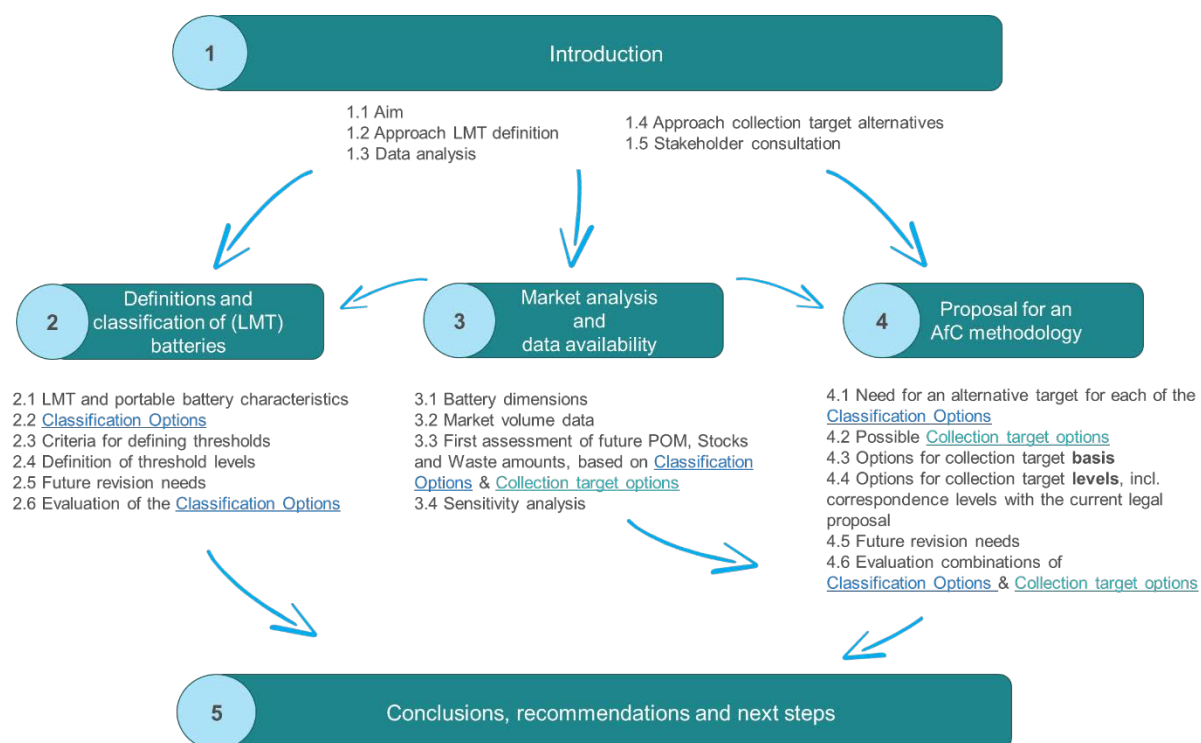 1
Introduction
1.1 Aim
1.2 Approach LMT definition
1.3 Data analysis
1.4 Approach collection target alternatives
1.5 Stakeholder consultation
2
Definitions and
classification of (LMT)
batteries
3
Market analysis
and
data availability
4
Proposal for an
AfC methodology
2.1 LMT and portable battery characteristics
2.2 Classification Options
2.3 Criteria for defining thresholds
2.4 Definition of threshold levels
2.5 Future revision needs
2.6 Evaluation of the Classification Options
3.1 Battery dimensions
3.2 Market volume data
3.3 First assessment of future POM, Stocks
and Waste amounts, based on Classification
Options & Collection target options
3.4 Sensitivity analysis
4.1 Need for an alternative target for each of the
Classification Options
4.2 Possible Collection target options
4.3 Options for collection target basis
4.4 Options for collection target levels, incl.
correspondence levels with the current legal
proposal
4.5 Future revision needs
4.6 Evaluation combinations of
Classification Options & Collection target options
5
Conclusions, recommendations and next steps